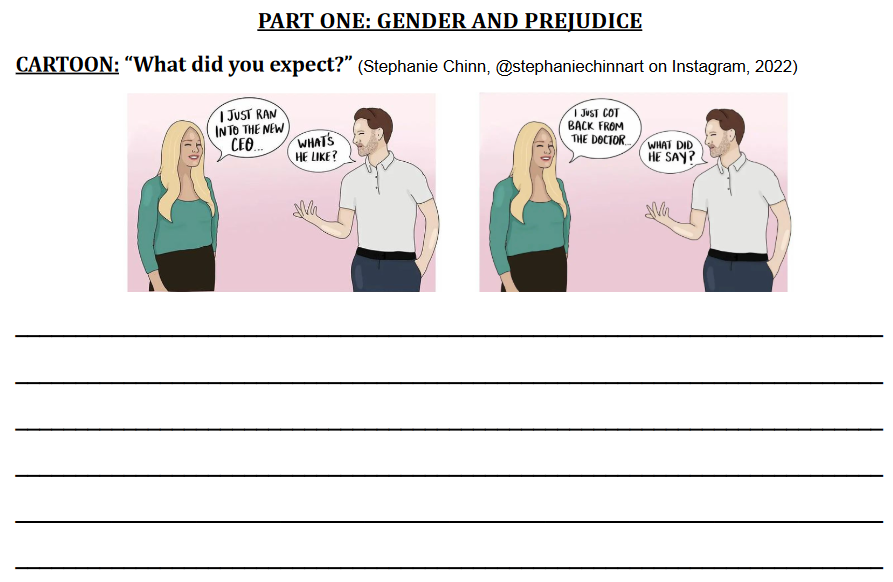 PART ONE: GENDER AND PREJUDICE
CARTOON: “What did you expect?” (Stephanie Chinn, @stephaniechinnart on Instagram, 2022)
I JUST RAN
INTO THE NEW
CEO...
WHAT'S
HE LIKE?
I JUST GOT
BACK FROM
THE DOCTOR...
WHAT DID
HE SAY?